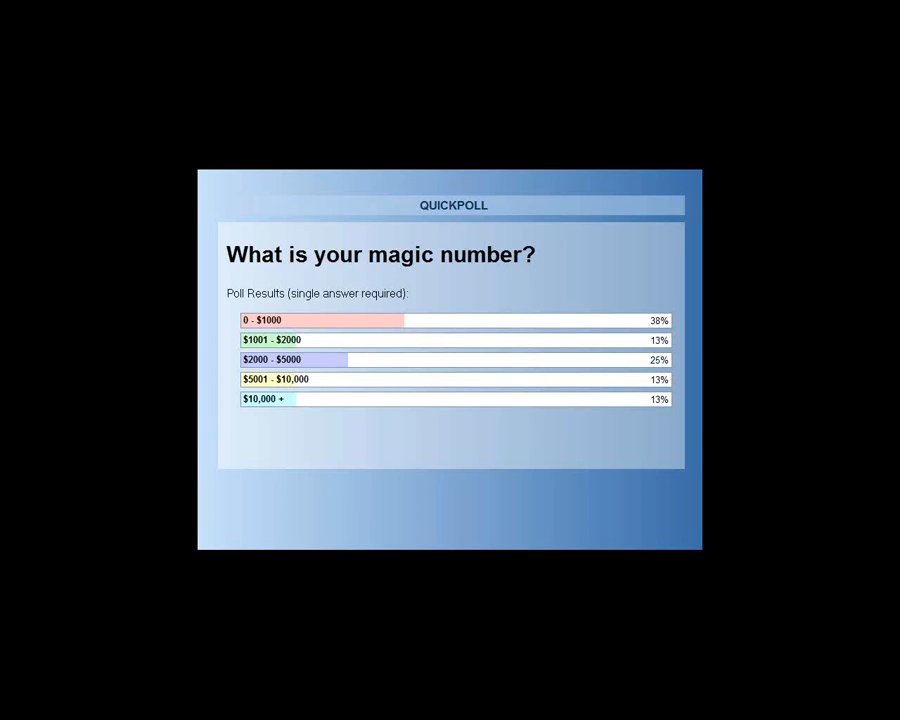 QUICKPOLL
What is your magic number?
Poll Results (single answer required):
0 - $1000 38%
$1001 - $2000 13%
$2000 - $5000 25%
$5001 - $10,000 13%
$10,000 + 13%